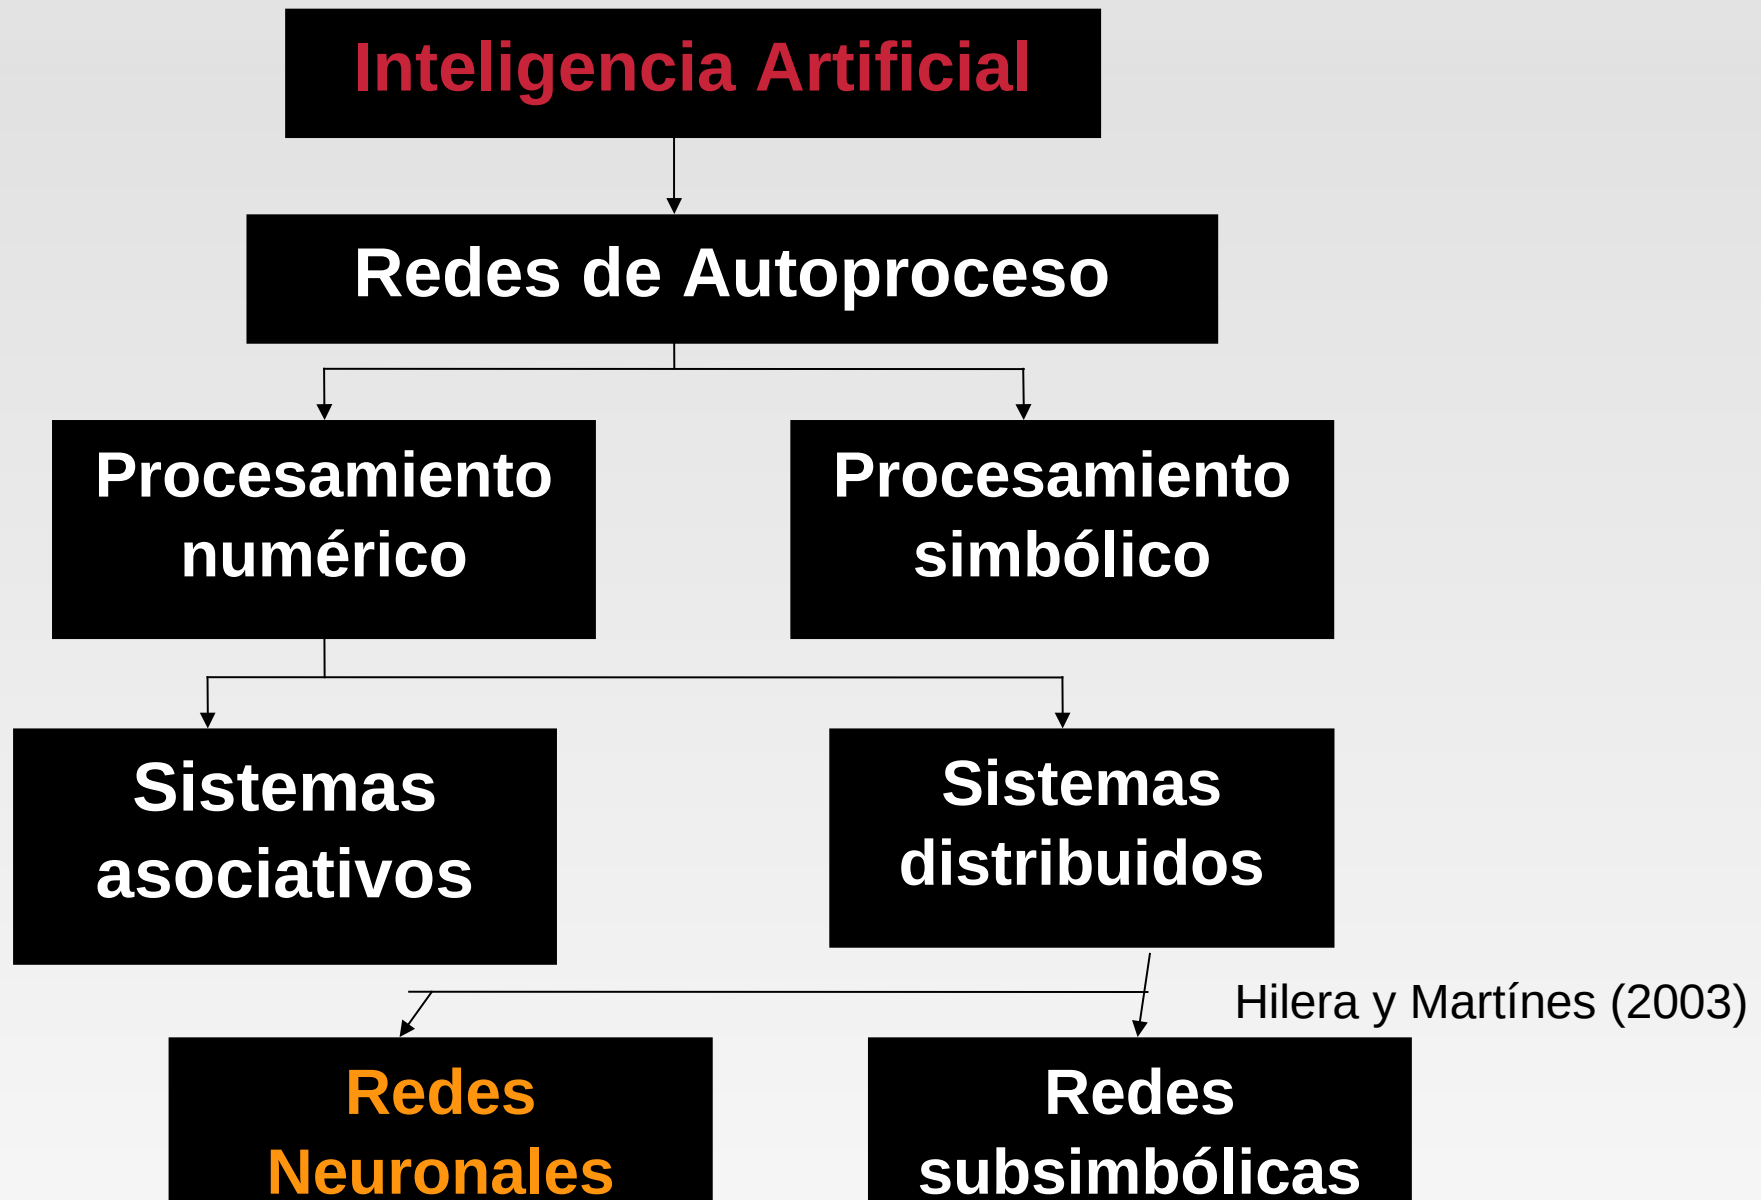 Inteligencia Artificial
Redes de Autoproceso
Procesamiento
numérico
Procesamiento
simbólico
Sistemas
asociativos
Sistemas
distribuidos
Hilera y Martínes (2003)
Redes
Neuronales
Redes
subsimbólicas